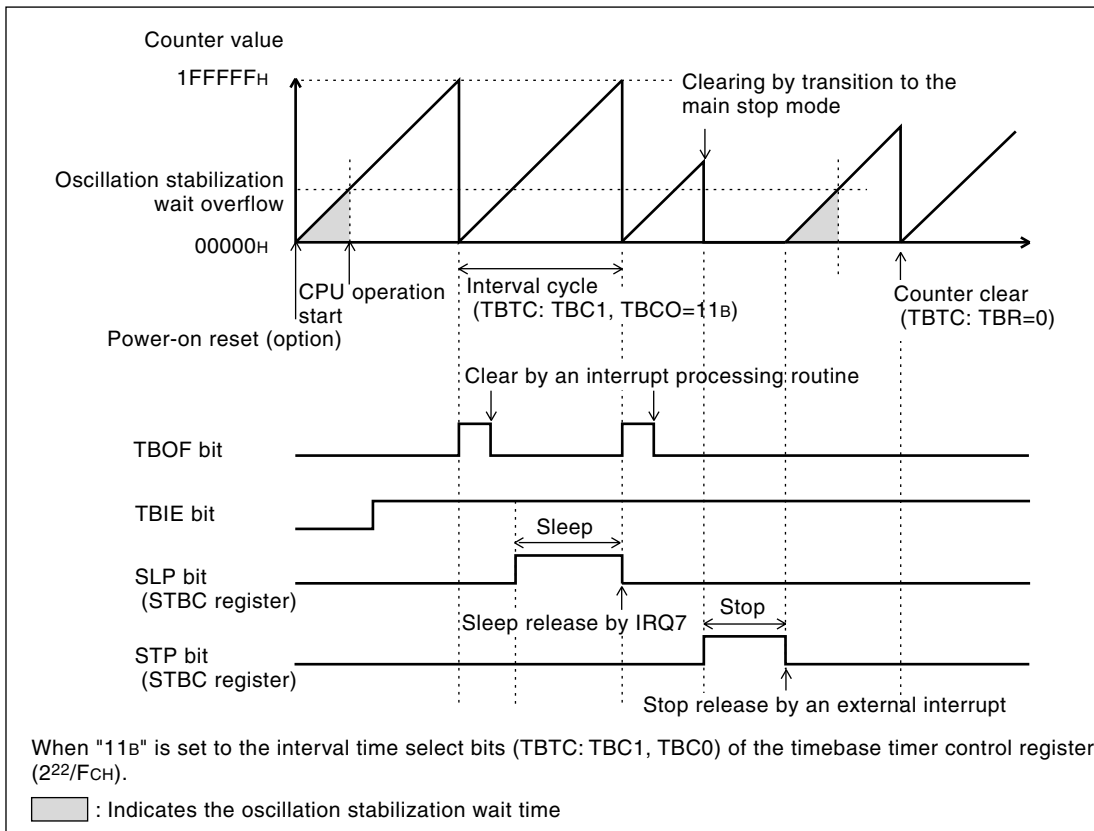 Counter value
1FFFFFH
Clearing by transition to the
main stop mode
Oscillation stabilization
wait overflow
00000H
CPU operation
start
Power-on reset (option)
Interval cycle
(TBTC: TBC1, TBCO=11B)
Counter clear
(TBTC: TBR=0)
Clear by an interrupt processing routine
TBOF bit
TBIE bit
Sleep
SLP bit
(STBC register)
Sleep release by IRQ7
Stop
STP bit
(STBC register)
Stop release by an external interrupt
When "11B" is set to the interval time select bits (TBTC: TBC1, TBC0) of the timebase timer control register
(2²²/FCH).
: Indicates the oscillation stabilization wait time